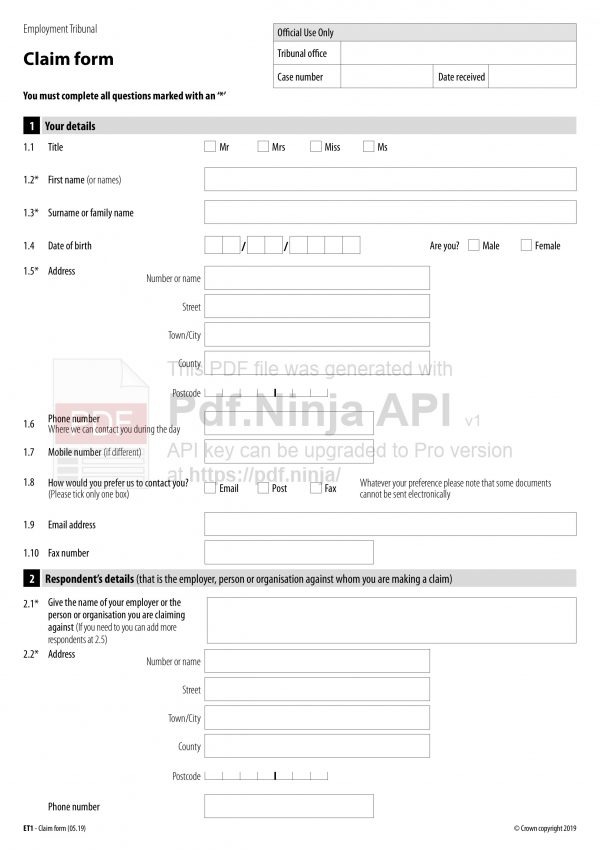 Employment Tribunal
Claim form
You must complete all questions marked with an ‘*’
Official Use Only
Tribunal office
Case number
Date received
1 Your details
1.1 Title Mr Mrs Miss Ms
1.2* First name (or names)
1.3* Surname or family name
1.4 Date of birth / / Are you? Male Female
1.5* Address Number or name
Street
Town/City
County
This PDF file was generated with
Postcode
PDF
Pdf.Ninja API v1
1.6 Phone number
Where we can contact you during the day
1.7 Mobile number (if different)
API key can be upgraded to Pro version
at https://pdf.ninja/
1.8 How would you prefer us to contact you?
(Please tick only one box)
Email Post Fax
Whatever your preference please note that some documents
cannot be sent electronically
1.9 Email address
1.10 Fax number
2 Respondent’s details (that is the employer, person or organisation against whom you are making a claim)
2.1* Give the name of your employer or the
person or organisation you are claiming
against (If you need to you can add more
respondents at 2.5)
2.2* Address Number or name
Street
Town/City
County
Postcode
Phone number
ET1 - Claim form (05.19) © Crown copyright 2019